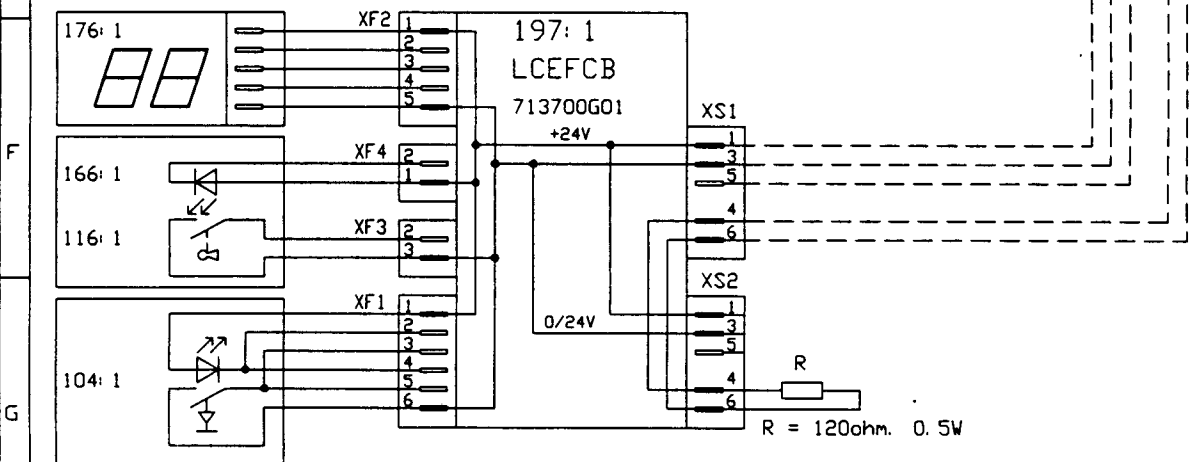 176: 1
XF2
1
2
3
4
5
197: 1
LCEFCB
713700G01
+24V
XS1
1
3
5
4
6
F
166: 1
XF4
2
1
116: 1
XF3
2
3
XS2
1
3
5
4
6
0/24V
XF1
1
2
3
4
5
6
104: 1
R
G
R = 120ohm. 0.5W